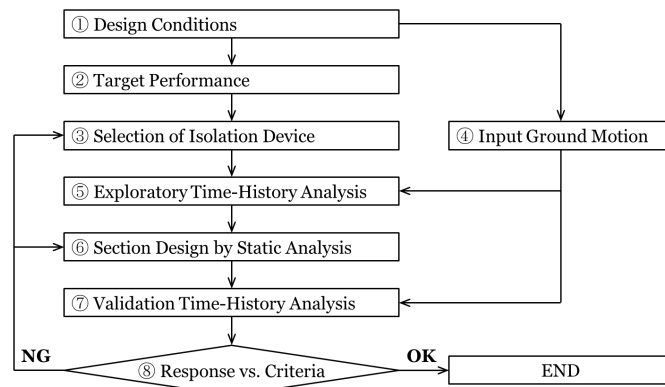 ① Design Conditions
② Target Performance
③ Selection of Isolation Device
④ Input Ground Motion
⑤ Exploratory Time-History Analysis
⑥ Section Design by Static Analysis
⑦ Validation Time-History Analysis
NG
⑧ Response vs. Criteria
OK
END